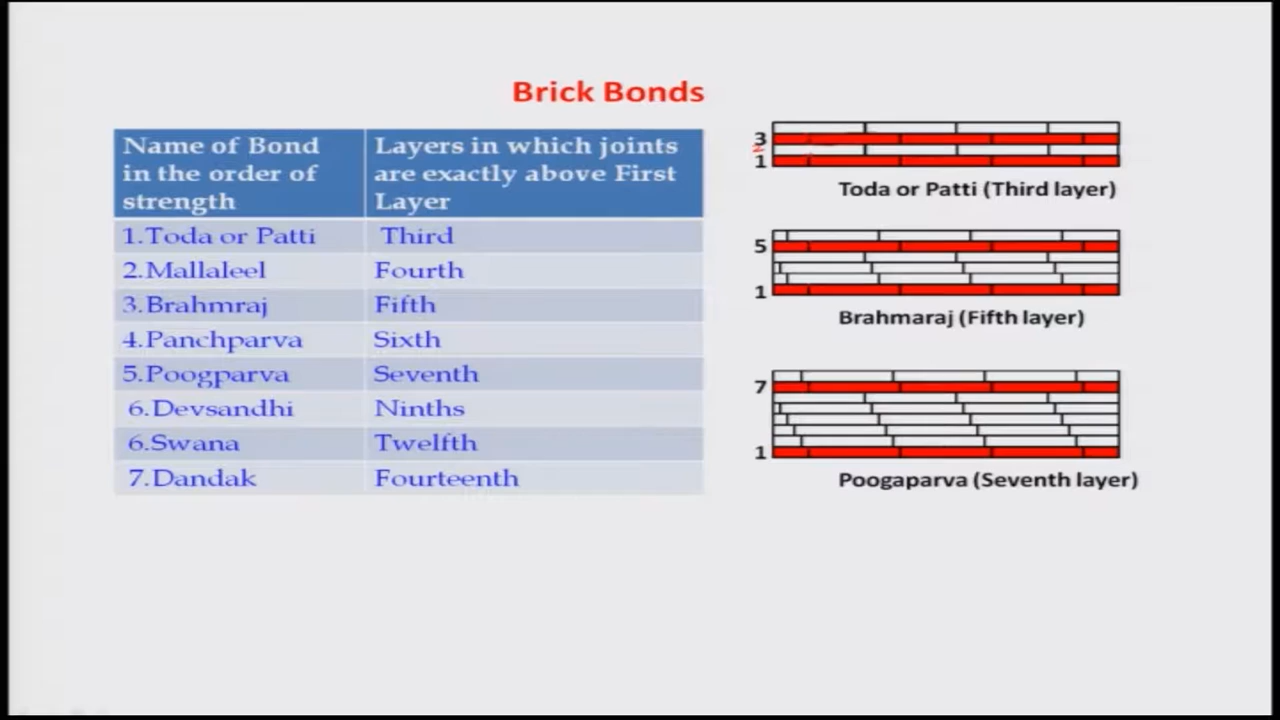 Brick Bonds
Name of Bond
in the order of
strength
Layers in which joints
are exactly above First
Layer
1.Toda or Patti
Third
2.Mallaleel
Fourth
3.Brahmraj
Fifth
4.Panchparva
Sixth
5.Poogparva
Seventh
6.Devsandhi
Ninths
6.Swana
Twelfth
7.Dandak
Fourteenth
3
2
1
Toda or Patti (Third layer)
5
1
Brahmaraj (Fifth layer)
7
1
Poogaparva (Seventh layer)